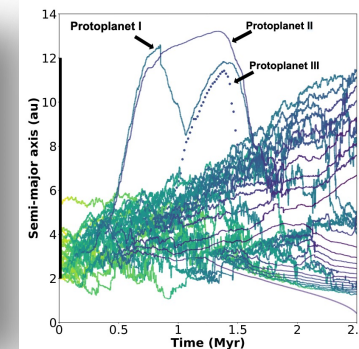 14
Protoplanet I
Protoplanet II
12
Protoplanet III
10
8
6
4
2
0
Semi-major axis (au)
0 0.5 1 1.5 2 2.
Time (Myr)